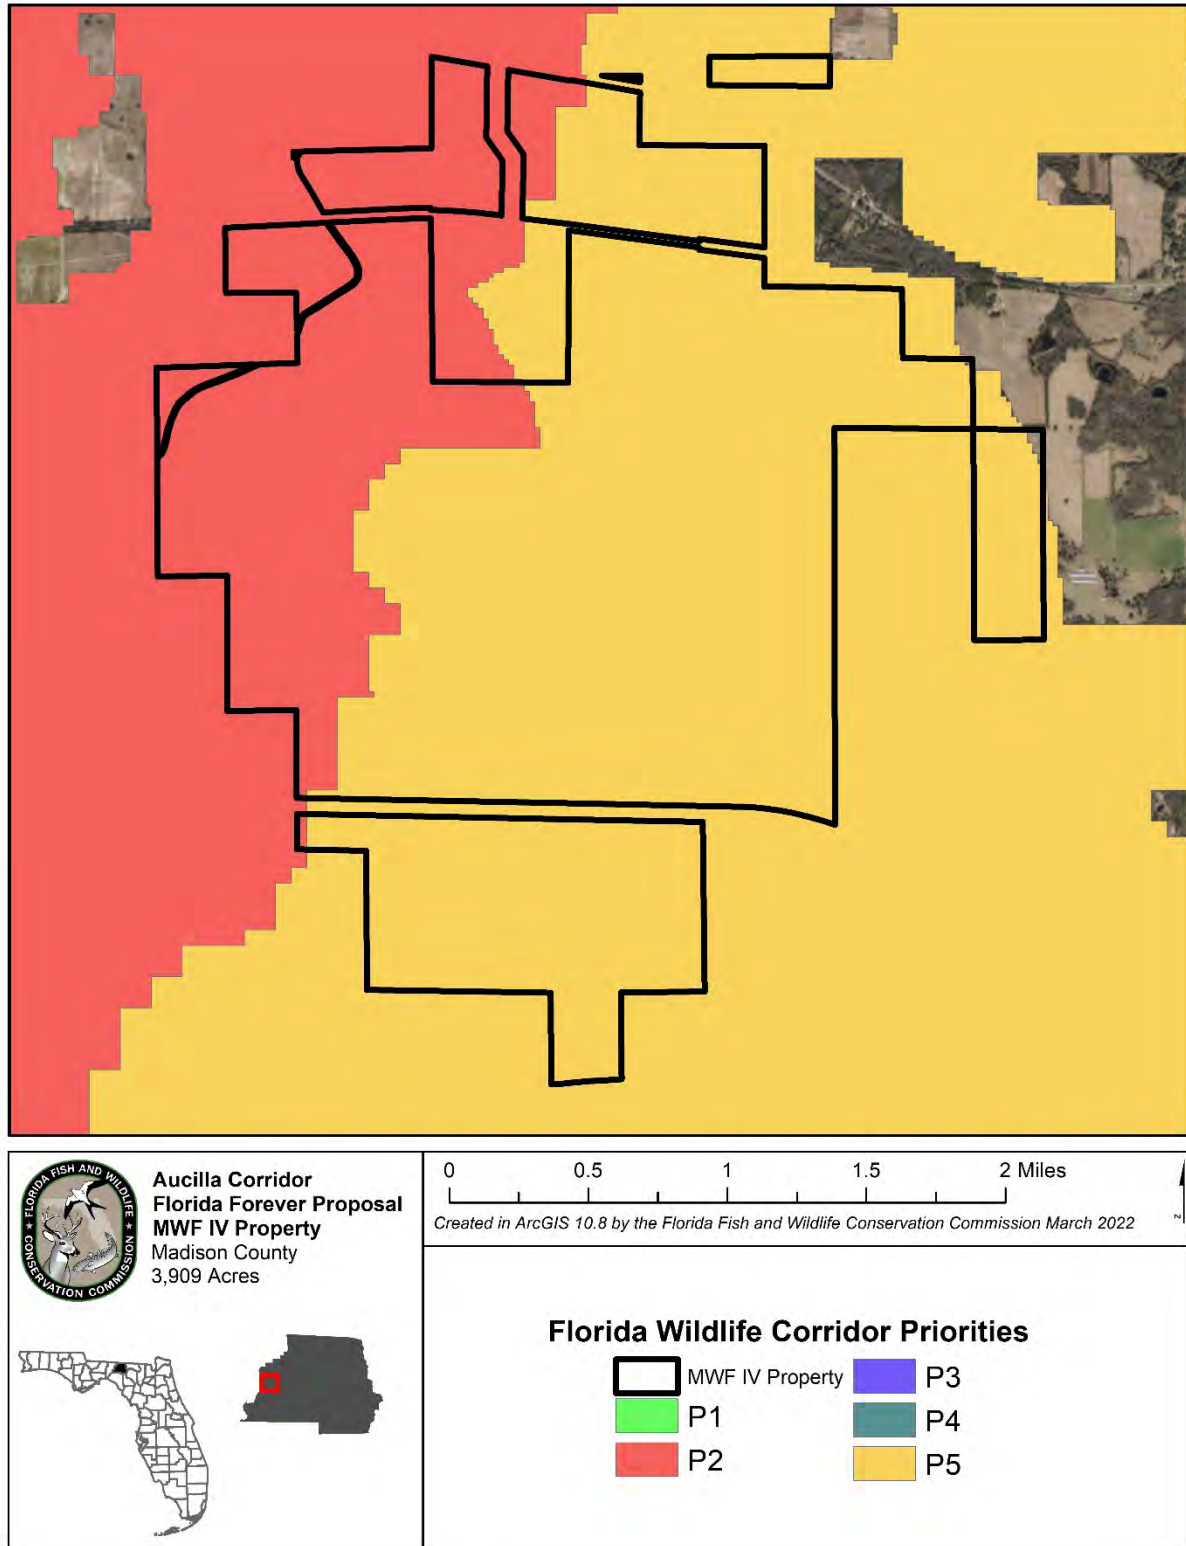 FLORIDA FISH AND WILDLIFE
CONSERVATION COMMISSION
Aucilla Corridor
Florida Forever Proposal
MWF IV Property
Madison County
3,909 Acres
0 0.5 1 1.5 2 Miles
Created in ArcGIS 10.8 by the Florida Fish and Wildlife Conservation Commission March 2022
N
Florida Wildlife Corridor Priorities
MWF IV Property
P1
P2
P3
P4
P5